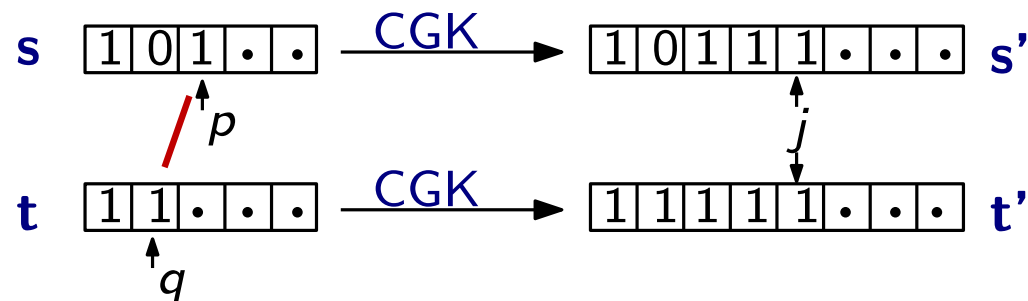 s 1 0 1 . . CGK 1 0 1 1 1 . . . s'
p j
t 1 1 . . . CGK 1 1 1 1 1 . . . t'
q